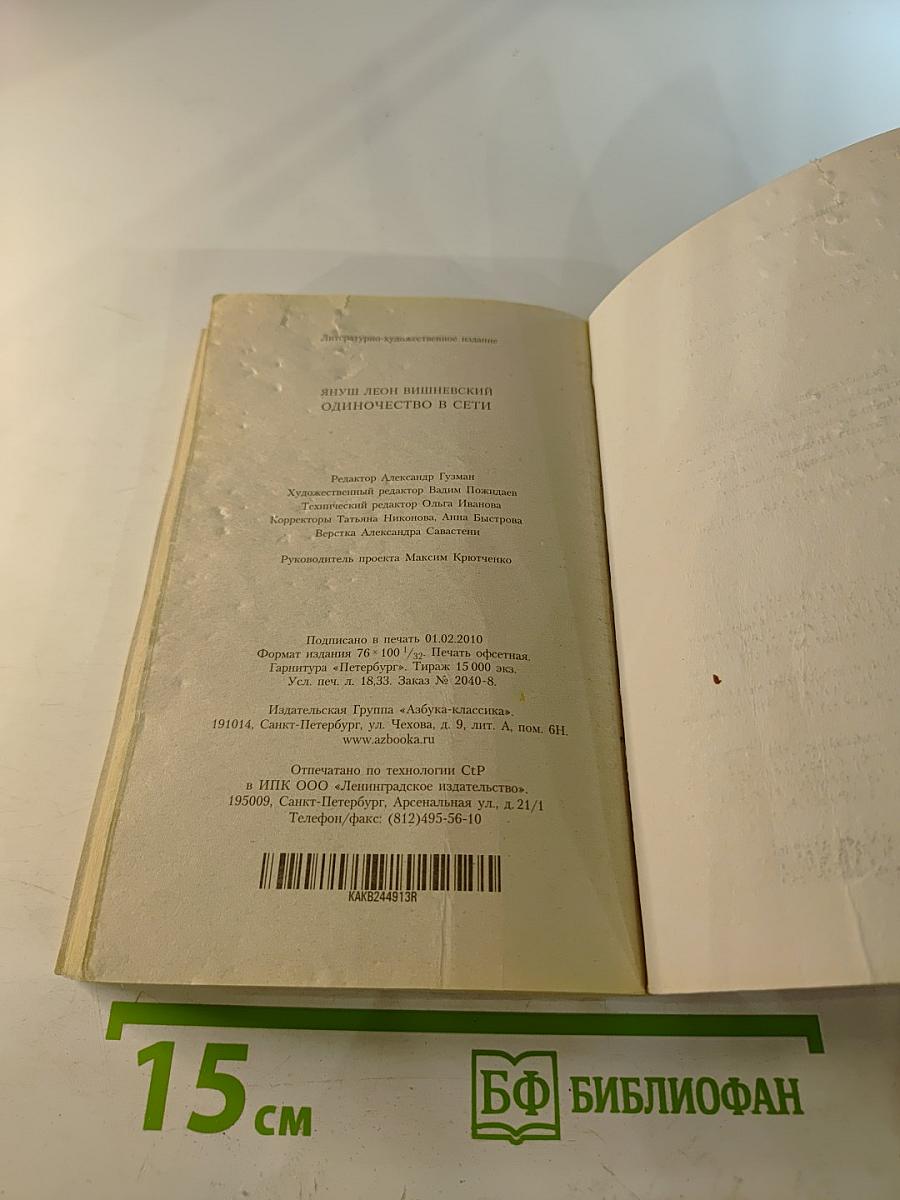 Литературно-художественное издание
ЯНУШ ЛЕОН ВИШНЕВСКИЙ
ОДИНОЧЕСТВО В СЕТИ
Редактор Александр Гузман
Художественный редактор Вадим Пожидаев
Технический редактор Ольга Иванова
Корректоры Татьяна Никонова, Анна Быстрова
Верстка Александра Савастени
Руководитель проекта Максим Крютченко
Подписано в печать 01.02.2010
Формат издания 76 × 100 1/32. Печать офсетная.
Гарнитура «Петербург». Тираж 15 000 экз.
Усл. печ. л. 18,33. Заказ № 2040-8.
Издательская Группа «Азбука-классика».
191014, Санкт-Петербург, ул. Чехова, д. 9, лит. А, пом. 6Н.
www.azbooka.ru
Отпечатано по технологии CtP
в ИПК ООО «Ленинградское издательство».
195009, Санкт-Петербург, Арсенальная ул., д. 21/1
Телефон/факс: (812)495-56-10
KAKB244913R
15 см
БФ БИБЛИОФАН